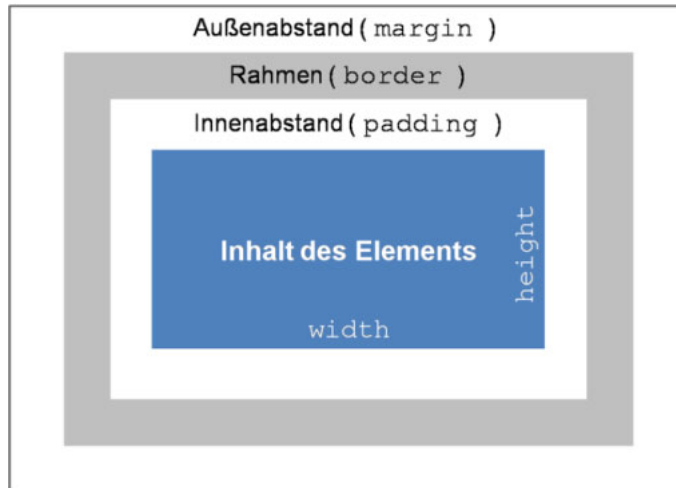 Außenabstand ( margin )
Rahmen ( border )
Innenabstand ( padding )
Inhalt des Elements
height
width